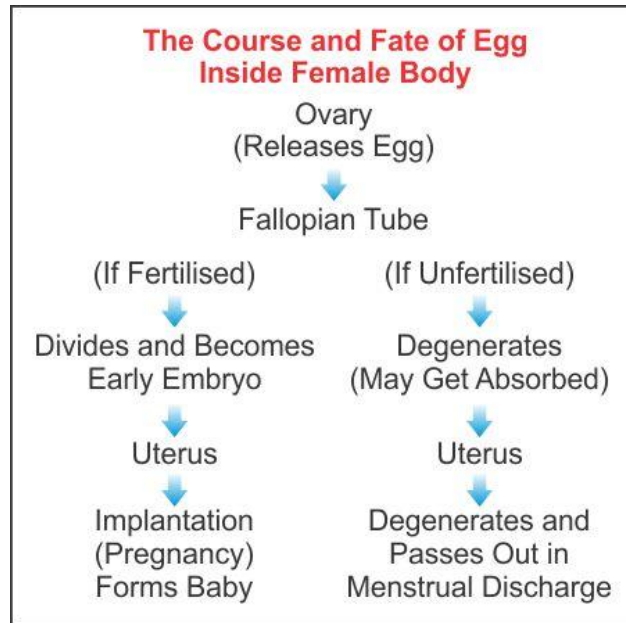 The Course and Fate of Egg
Inside Female Body
Ovary
(Releases Egg)
Fallopian Tube
(If Fertilised)
Divides and Becomes
Early Embryo
Uterus
Implantation
(Pregnancy)
Forms Baby
(If Unfertilised)
Degenerates
(May Get Absorbed)
Uterus
Degenerates and
Passes Out in
Menstrual Discharge